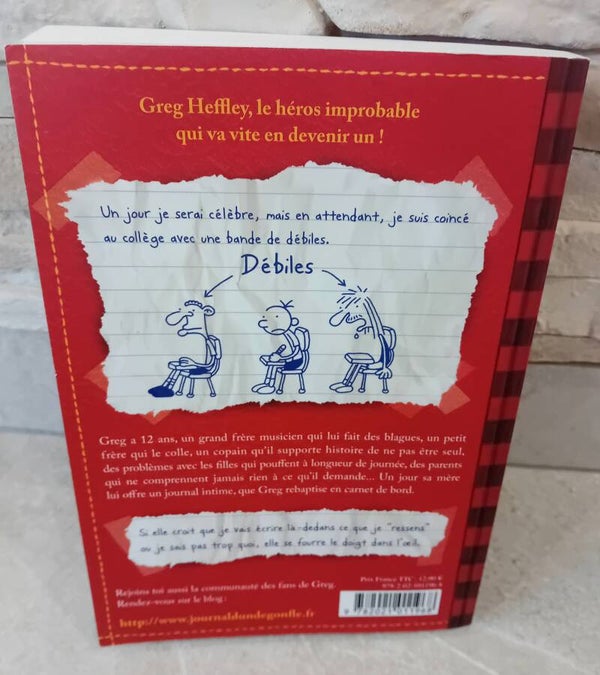 Greg Heffley, le héros improbable
qui va vite en devenir un !
Un jour je serai célèbre, mais en attendant, je suis coincé
au collège avec une bande de débiles.
Débiles
Greg a 12 ans, un grand frère musicien qui lui fait des blagues, un petit
frère qui le colle, un copain qu'il supporte histoire de ne pas être seul,
des problèmes avec les filles qui pouffent à longueur de journée, des parents
qui ne comprennent jamais rien à ce qu'il demande... Un jour sa mère
lui offre un journal intime, que Greg rebaptise en carnet de bord.
Si elle croit que je vais écrire là-dedans ce que je "ressens"
ou je sais pas trop quoi, elle se fourre le doigt dans l'œil.
Rejoins toi aussi la communauté des fans de Greg.
Rendez-vous sur le blog :
http://www.journaldundegonfle.fr
Prix France TTC